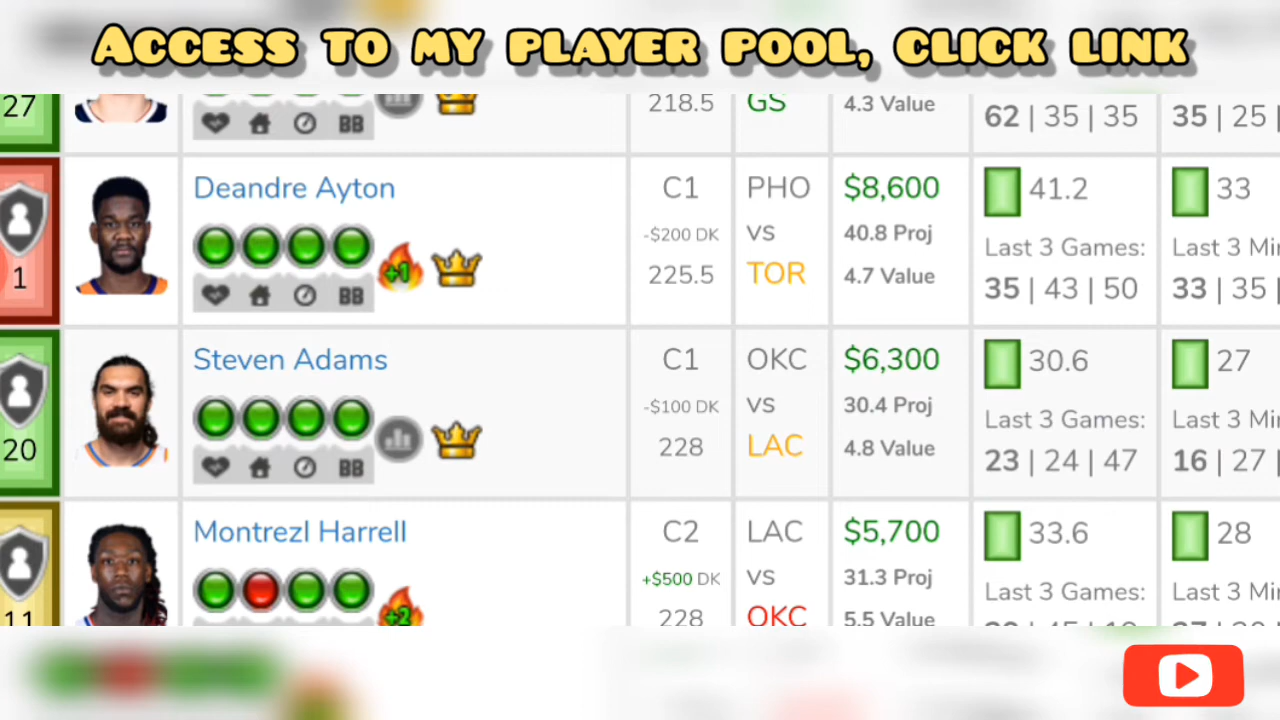 ACCESS TO MY PLAYER POOL, CLICK LINK
27
BB
218.5
GS
4.3 Value
62 | 35 | 35
35 | 25 |
1
Deandre Ayton
BB
+1
C1
-$200 DK
225.5
PHO
VS
TOR
$8,600
40.8 Proj
4.7 Value
41.2
Last 3 Games:
35 | 43 | 50
33
Last 3 Mi
33 | 35 |
20
Steven Adams
BB
C1
-$100 DK
228
OKC
VS
LAC
$6,300
30.4 Proj
4.8 Value
30.6
Last 3 Games:
23 | 24 | 47
27
Last 3 Mi
16 | 27 |
11
Montrezl Harrell
+2
C2
+$500 DK
228
LAC
VS
OKC
$5,700
31.3 Proj
5.5 Value
33.6
Last 3 Games:
28
Last 3 Mi